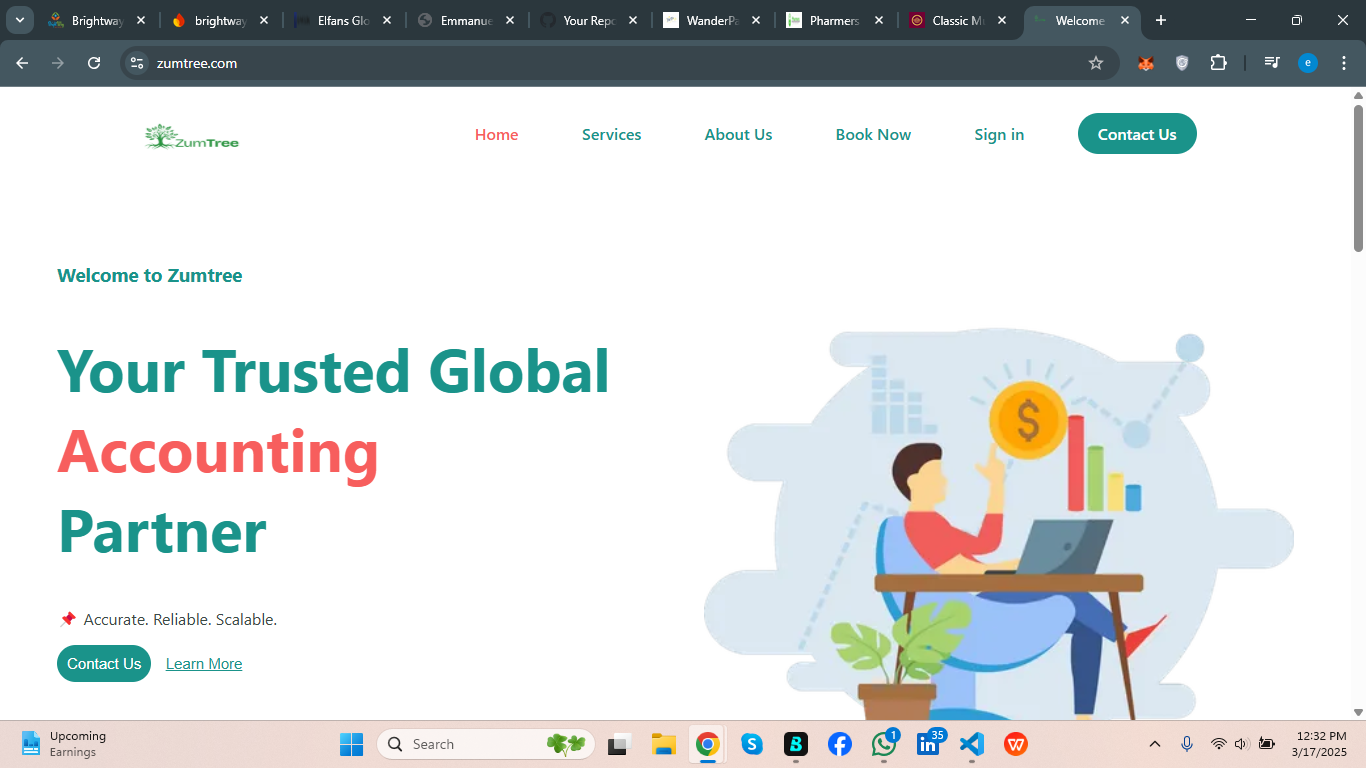 Brightway
brightway
Elfans Glo
Emmanue
Your Repo
WanderPa
Pharmers
Classic Mu
Welcome
zumtree.com
e
ZumTree
Home
Services
About Us
Book Now
Sign in
Contact Us
Welcome to Zumtree
Your Trusted Global
Accounting
Partner
$
📌 Accurate. Reliable. Scalable.
Contact Us
Learn More
Upcoming
Earnings
Search
1
35
12:32 PM
3/17/2025